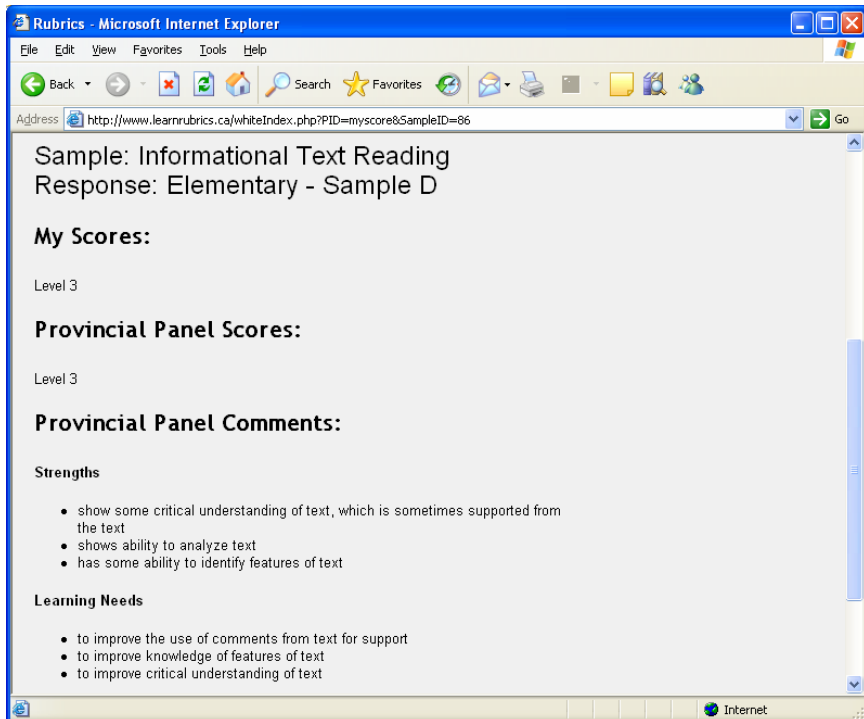 Rubrics - Microsoft Internet Explorer
File Edit View Favorites Tools Help
Back Search Favorites
Address http://www.learnrubrics.ca/whiteIndex.php?PID=myscore&SampleID=86 Go
Sample: Informational Text Reading
Response: Elementary - Sample D
My Scores:
Level 3
Provincial Panel Scores:
Level 3
Provincial Panel Comments:
Strengths
• show some critical understanding of text, which is sometimes supported from
the text
• shows ability to analyze text
• has some ability to identify features of text
Learning Needs
• to improve the use of comments from text for support
• to improve knowledge of features of text
• to improve critical understanding of text
Internet